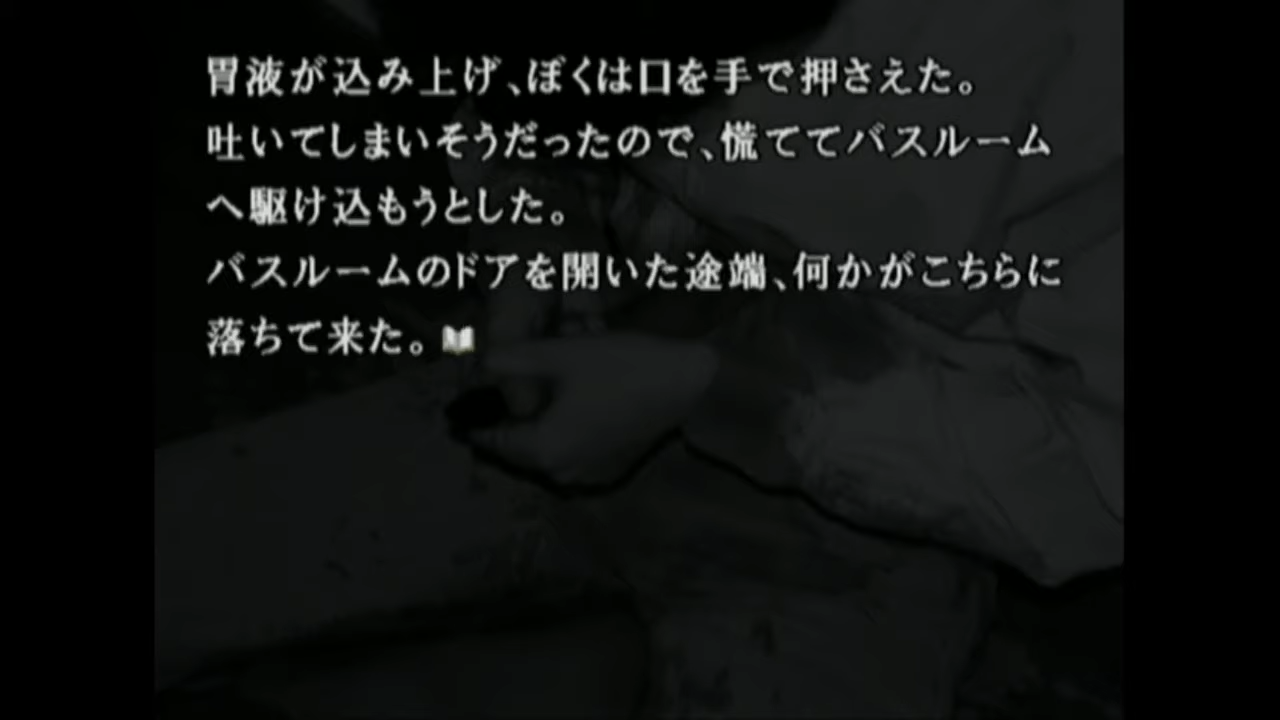 胃液が込み上げ、ぼくは口を手で押さえた。
吐いてしまいそうだったので、慌ててバスルーム
へ駆け込もうとした。
バスルームのドアを開いた途端、何かがこちらに
落ちて来た。